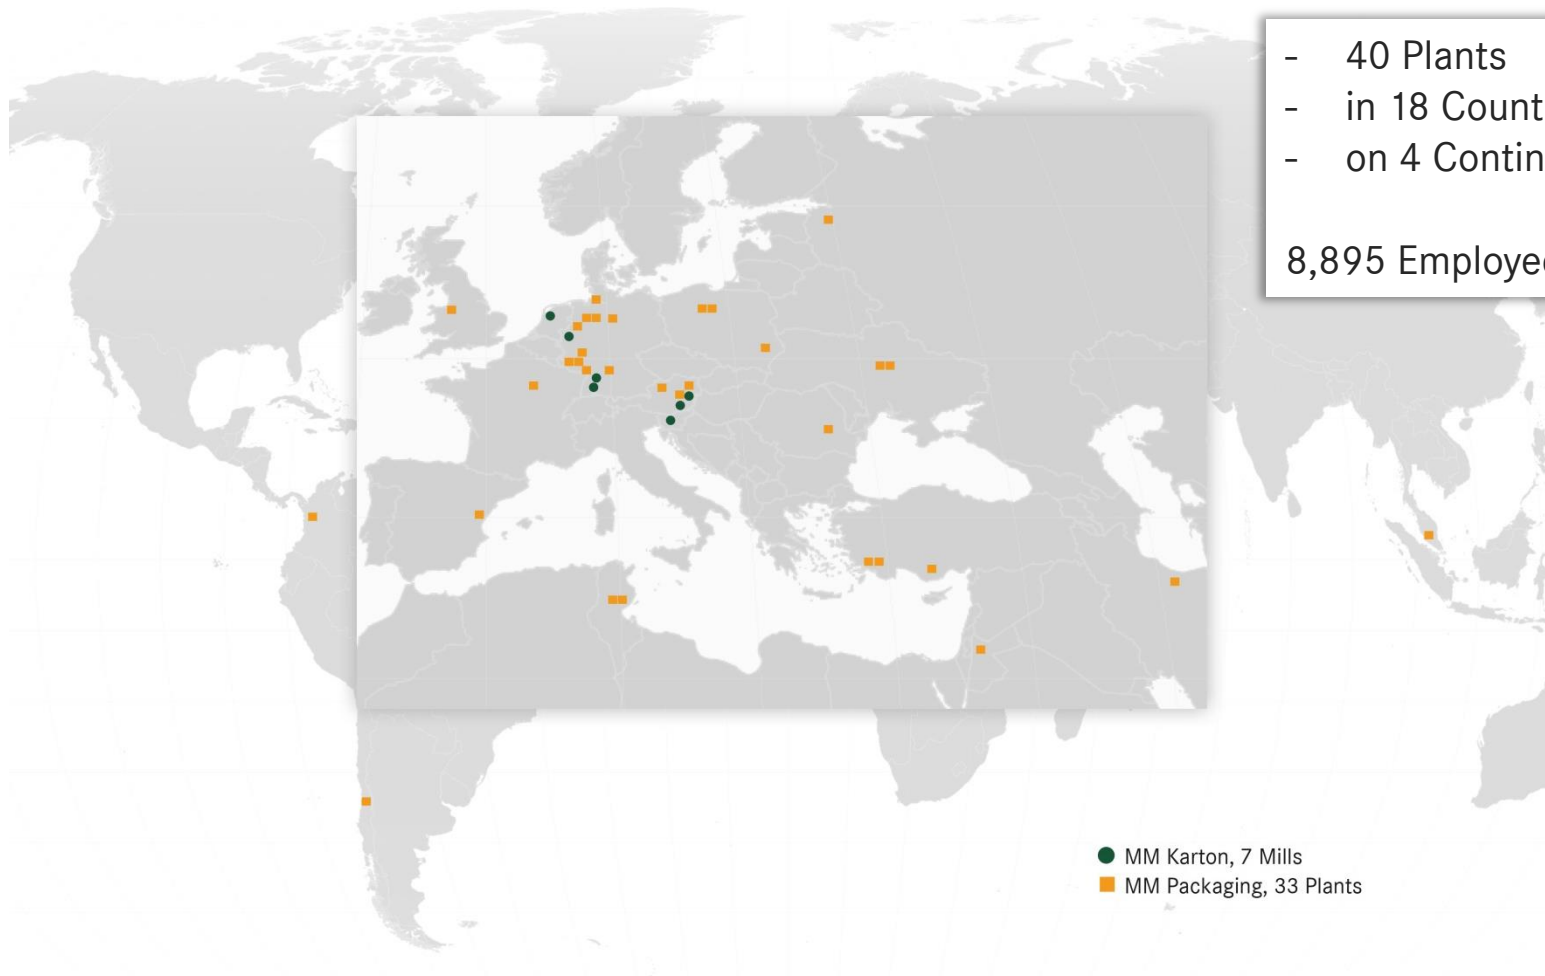 - 40 Plants
- in 18 Count
- on 4 Contin
8,895 Employe
MM Karton, 7 Mills
MM Packaging, 33 Plants